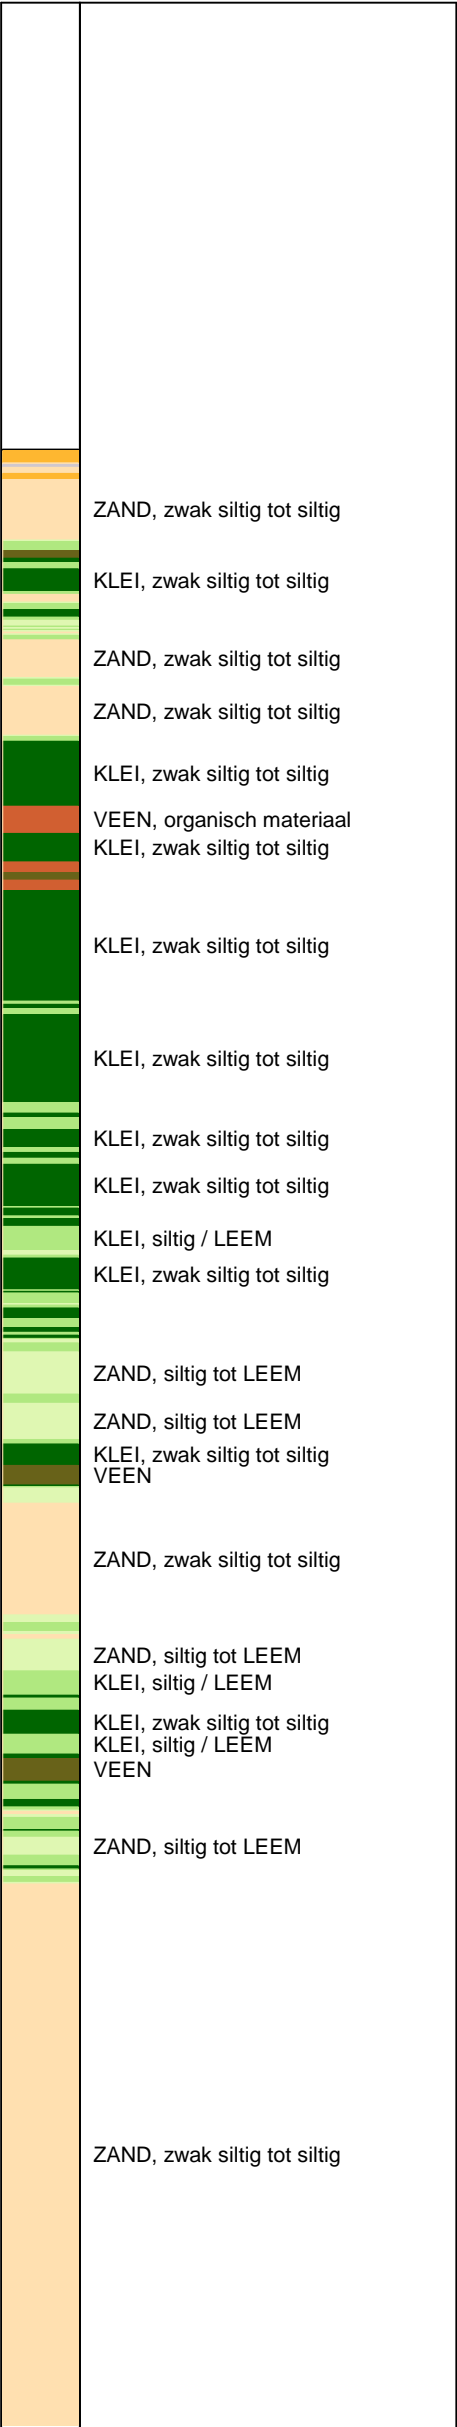 ZAND, zwak siltig tot siltig
KLEI, zwak siltig tot siltig
ZAND, zwak siltig tot siltig
ZAND, zwak siltig tot siltig
KLEI, zwak siltig tot siltig
VEEN, organisch materiaal
KLEI, zwak siltig tot siltig
KLEI, zwak siltig tot siltig
KLEI, zwak siltig tot siltig
KLEI, zwak siltig tot siltig
KLEI, zwak siltig tot siltig
KLEI, siltig / LEEM
KLEI, zwak siltig tot siltig
ZAND, siltig tot LEEM
ZAND, siltig tot LEEM
KLEI, zwak siltig tot siltig
VEEN
ZAND, zwak siltig tot siltig
ZAND, siltig tot LEEM
KLEI, siltig / LEEM
KLEI, zwak siltig tot siltig
KLEI, siltig / LEEM
VEEN
ZAND, siltig tot LEEM
ZAND, zwak siltig tot siltig